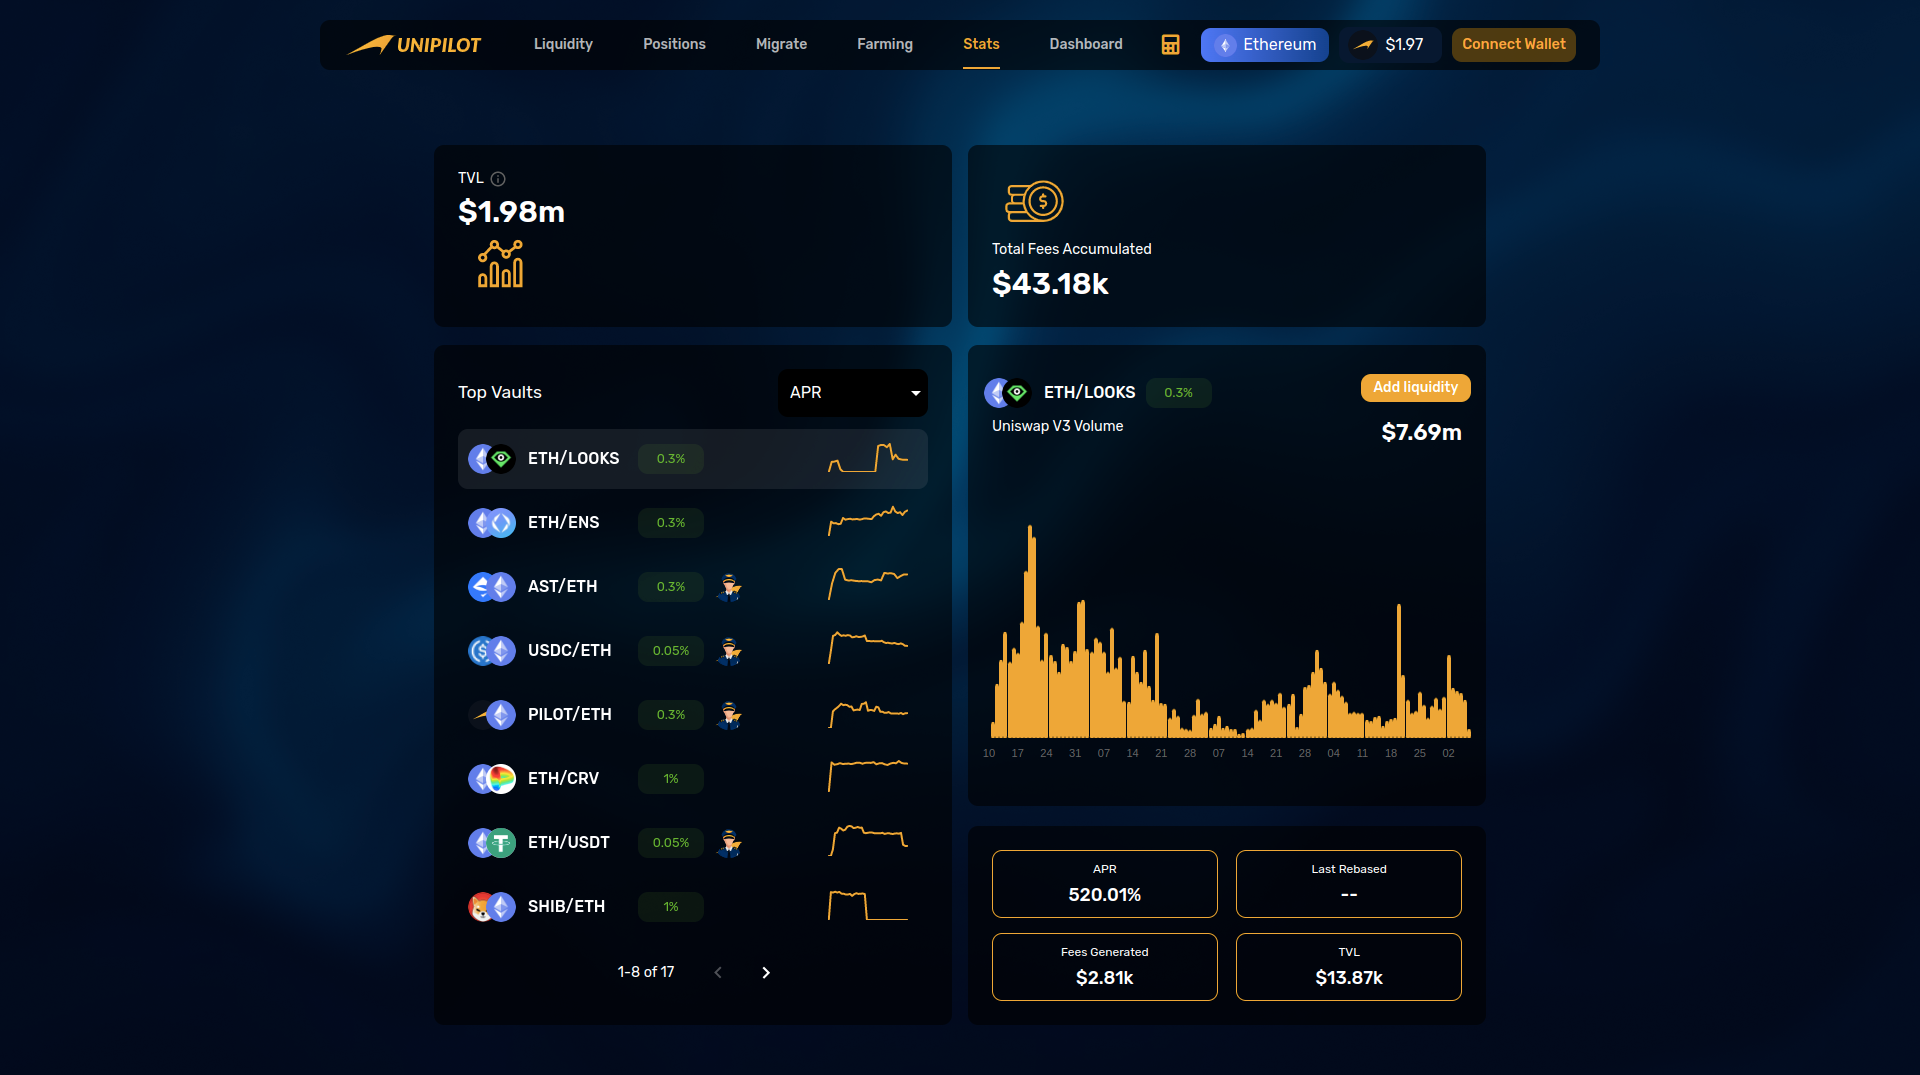 UNIPILOT Liquidity Positions Migrate Farming Stats Dashboard Ethereum $1.97 Connect Wallet
TVL
$1.98m
Total Fees Accumulated
$43.18k
Top Vaults APR
ETH/LOOKS 0.3%
ETH/ENS 0.3%
AST/ETH 0.3%
USDC/ETH 0.05%
PILOT/ETH 0.3%
ETH/CRV 1%
ETH/USDT 0.05%
SHIB/ETH 1%
1-8 of 17
ETH/LOOKS 0.3% Add liquidity
Uniswap V3 Volume $7.69m
10 17 24 31 07 14 21 28 07 14 21 28 04 11 18 25 02
APR
520.01%
Last Rebased
--
Fees Generated
$2.81k
TVL
$13.87k